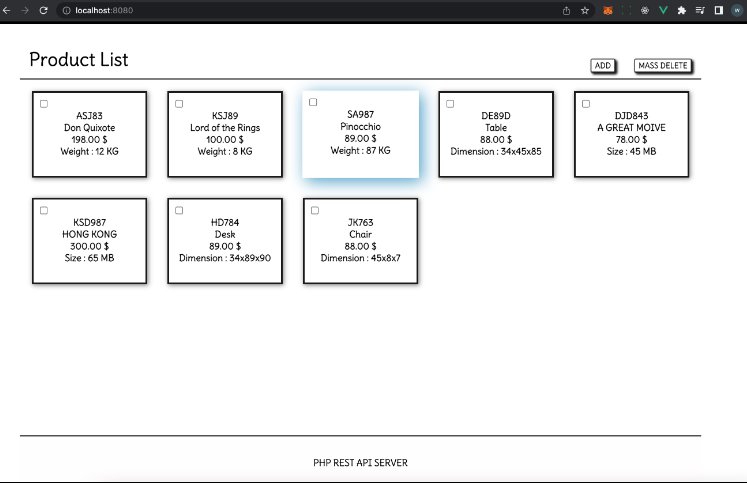 localhost:8080
W
Product List
ADD
MASS DELETE
ASJ83
Don Quixote
198.00 $
Weight : 12 KG
KSJ89
Lord of the Rings
100.00 $
Weight : 8 KG
SA987
Pinocchio
89.00 $
Weight : 87 KG
DE89D
Table
88.00 $
Dimension : 34x45x85
DJD843
A GREAT MOIVE
78.00 $
Size : 45 MB
KSD987
HONG KONG
300.00 $
Size : 65 MB
HD784
Desk
89.00 $
Dimension : 34x89x90
JK763
Chair
88.00 $
Dimension : 45x8x7
PHP REST API SERVER